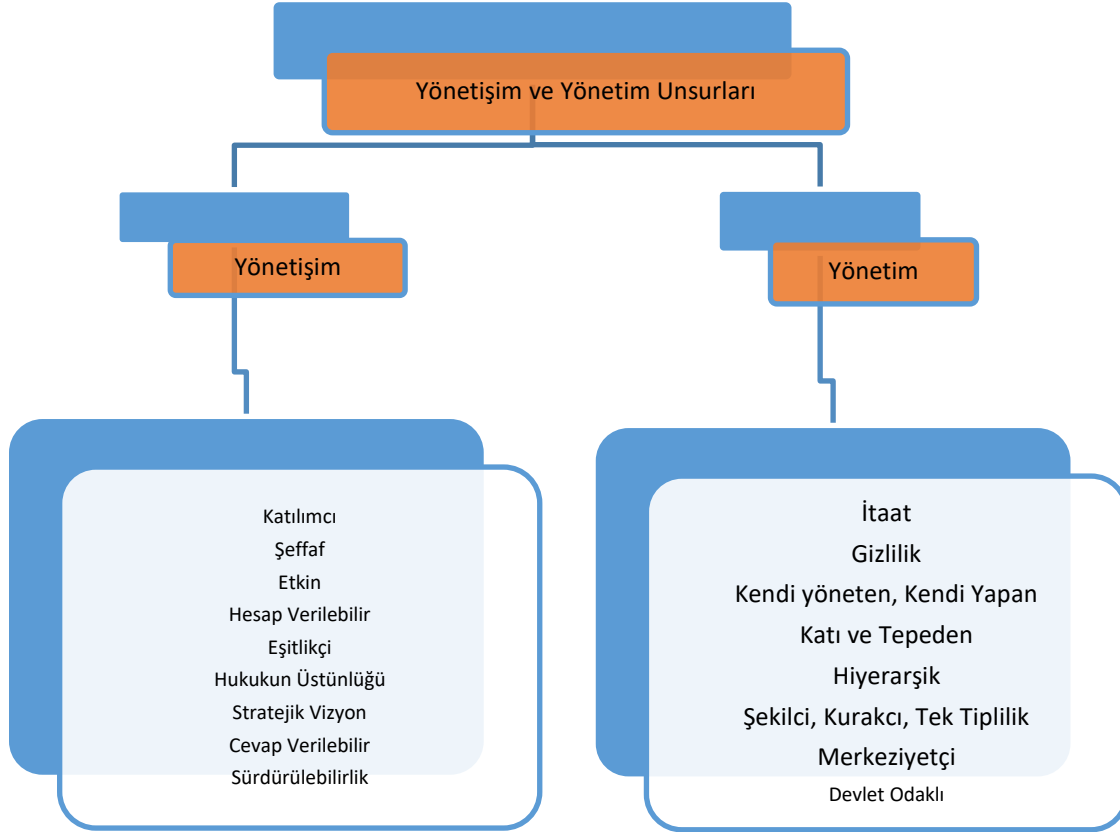 Yönetişim ve Yönetim Unsurları
Yönetişim
Yönetim
Katılımcı
Şeffaf
Etkin
Hesap Verilebilir
Eşitlikçi
Hukukun Üstünlüğü
Stratejik Vizyon
Cevap Verilebilir
Sürdürülebilirlik
İtaat
Gizlilik
Kendi yöneten, Kendi Yapan
Katı ve Tepeden
Hiyerarşik
Şekilci, Kurakcı, Tek Tiplilik
Merkeziyetçi
Devlet Odaklı